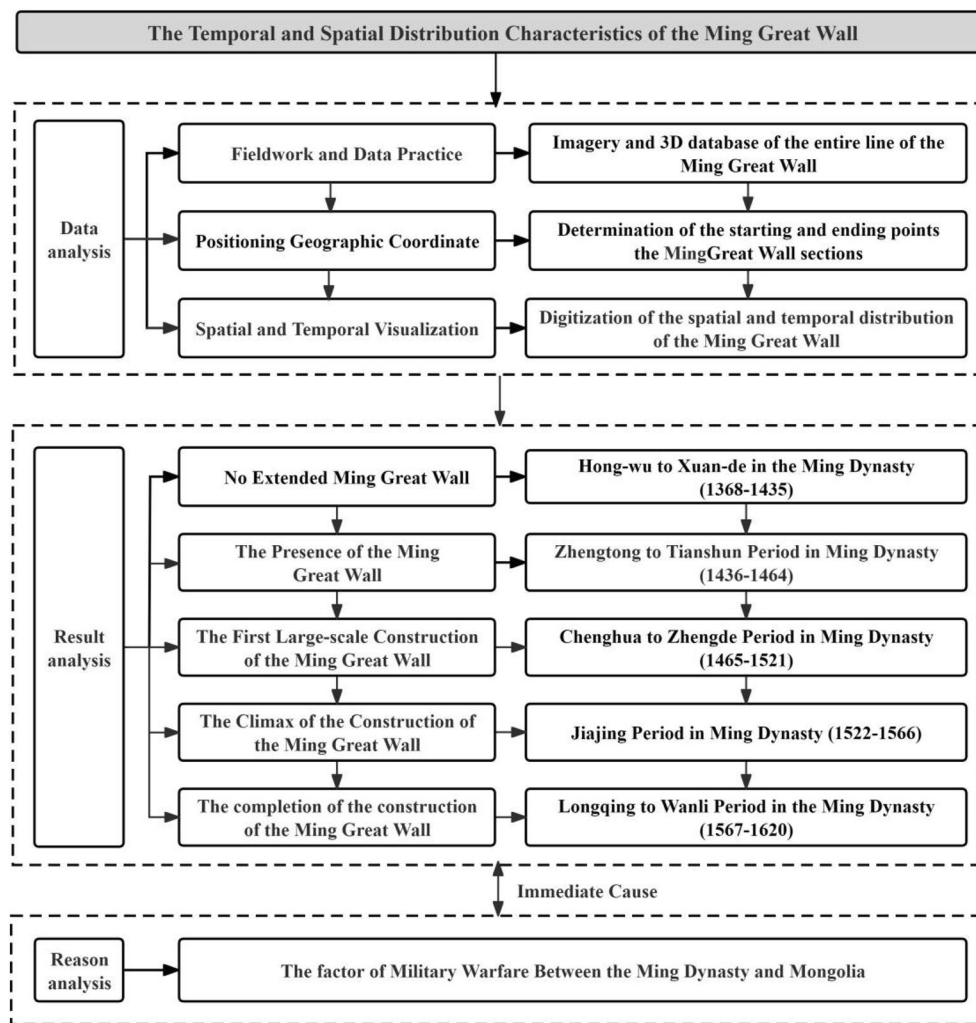 The Temporal and Spatial Distribution Characteristics of the Ming Great Wall
Data
analysis
Fieldwork and Data Practice
Imagery and 3D database of the entire line of the
Ming Great Wall
Positioning Geographic Coordinate
Determination of the starting and ending points
the MingGreat Wall sections
Spatial and Temporal Visualization
Digitization of the spatial and temporal distribution
of the Ming Great Wall
Result
analysis
No Extended Ming Great Wall
Hong-wu to Xuan-de in the Ming Dynasty
(1368-1435)
The Presence of the Ming
Great Wall
Zhengtong to Tianshun Period in Ming Dynasty
(1436-1464)
The First Large-scale Construction
of the Ming Great Wall
Chenghua to Zhengde Period in Ming Dynasty
(1465-1521)
The Climax of the Construction of
the Ming Great Wall
Jiajing Period in Ming Dynasty (1522-1566)
The completion of the construction
of the Ming Great Wall
Longqing to Wanli Period in the Ming Dynasty
(1567-1620)
Immediate Cause
Reason
analysis
The factor of Military Warfare Between the Ming Dynasty and Mongolia